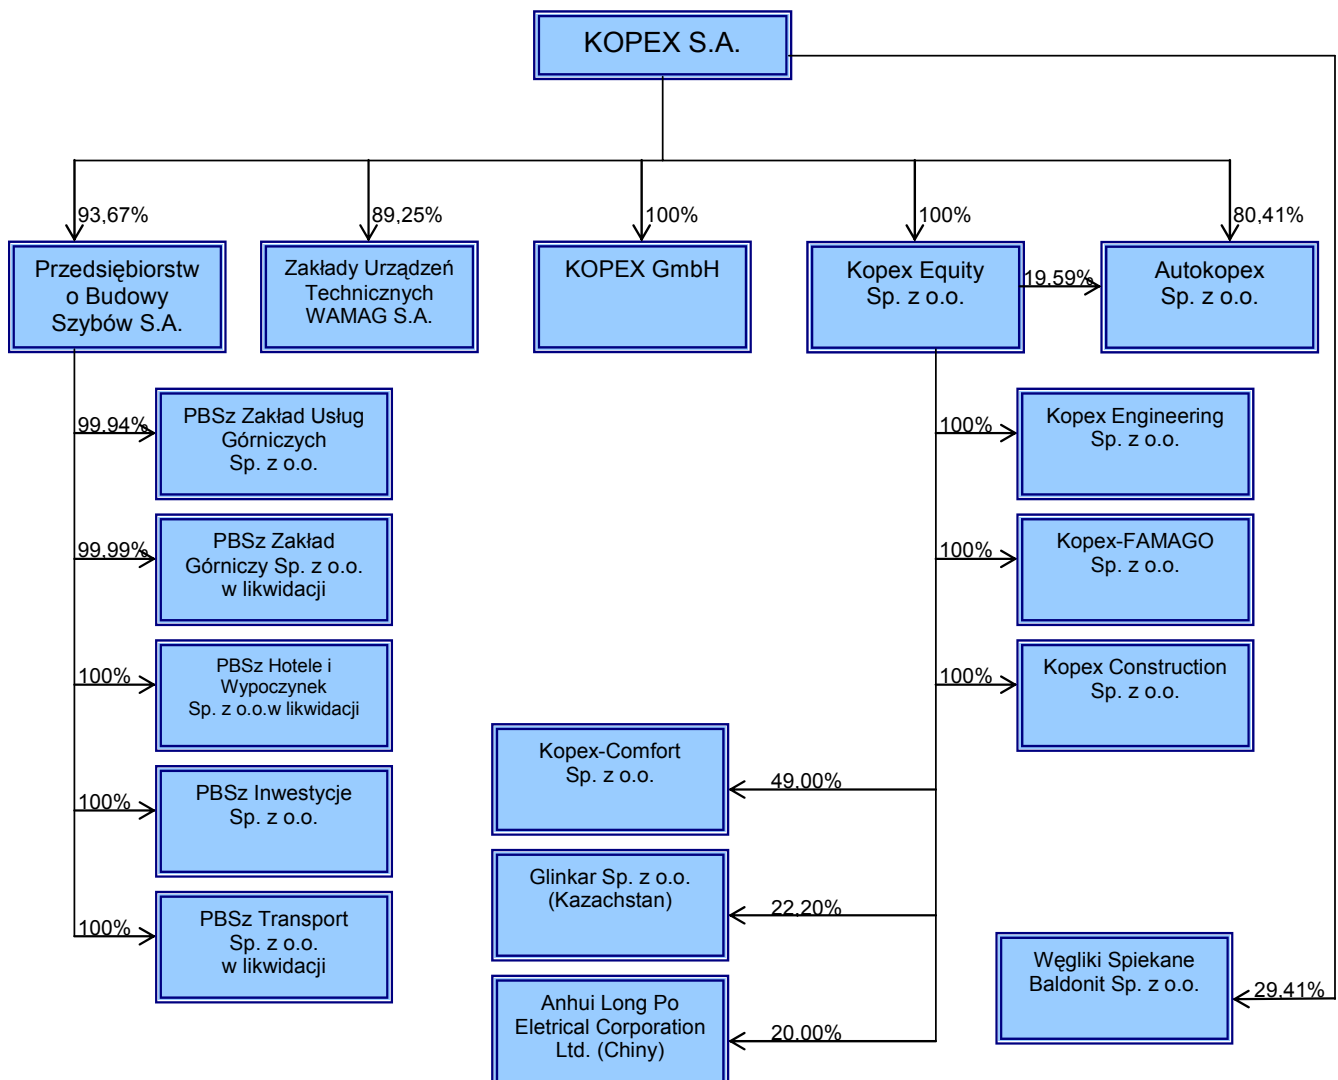 KOPEX S.A.
93,67%
89,25%
100%
100%
80,41%
Przedsiębiorstw
o Budowy
Szybów S.A.
Zakłady Urządzeń
Technicznych
WAMAG S.A.
KOPEX GmbH
Kopex Equity
Sp. z o.o.
19,59%
Autokopex
Sp. z o.o.
99,94%
PBSz Zakład Usług
Górniczych
Sp. z o.o.
100%
Kopex Engineering
Sp. z o.o.
99,99%
PBSz Zakład
Górniczy Sp. z o.o.
w likwidacji
100%
Kopex-FAMAGO
Sp. z o.o.
100%
PBSz Hotele i
Wypoczynek
Sp. z o.o.w likwidacji
100%
Kopex Construction
Sp. z o.o.
Kopex-Comfort
Sp. z o.o.
49,00%
100%
PBSz Inwestycje
Sp. z o.o.
Glinkar Sp. z o.o.
(Kazachstan)
22,20%
100%
PBSz Transport
Sp. z o.o.
w likwidacji
Węgliki Spiekane
Baldonit Sp. z o.o.
29,41%
Anhui Long Po
Eletrical Corporation
Ltd. (Chiny)
20,00%